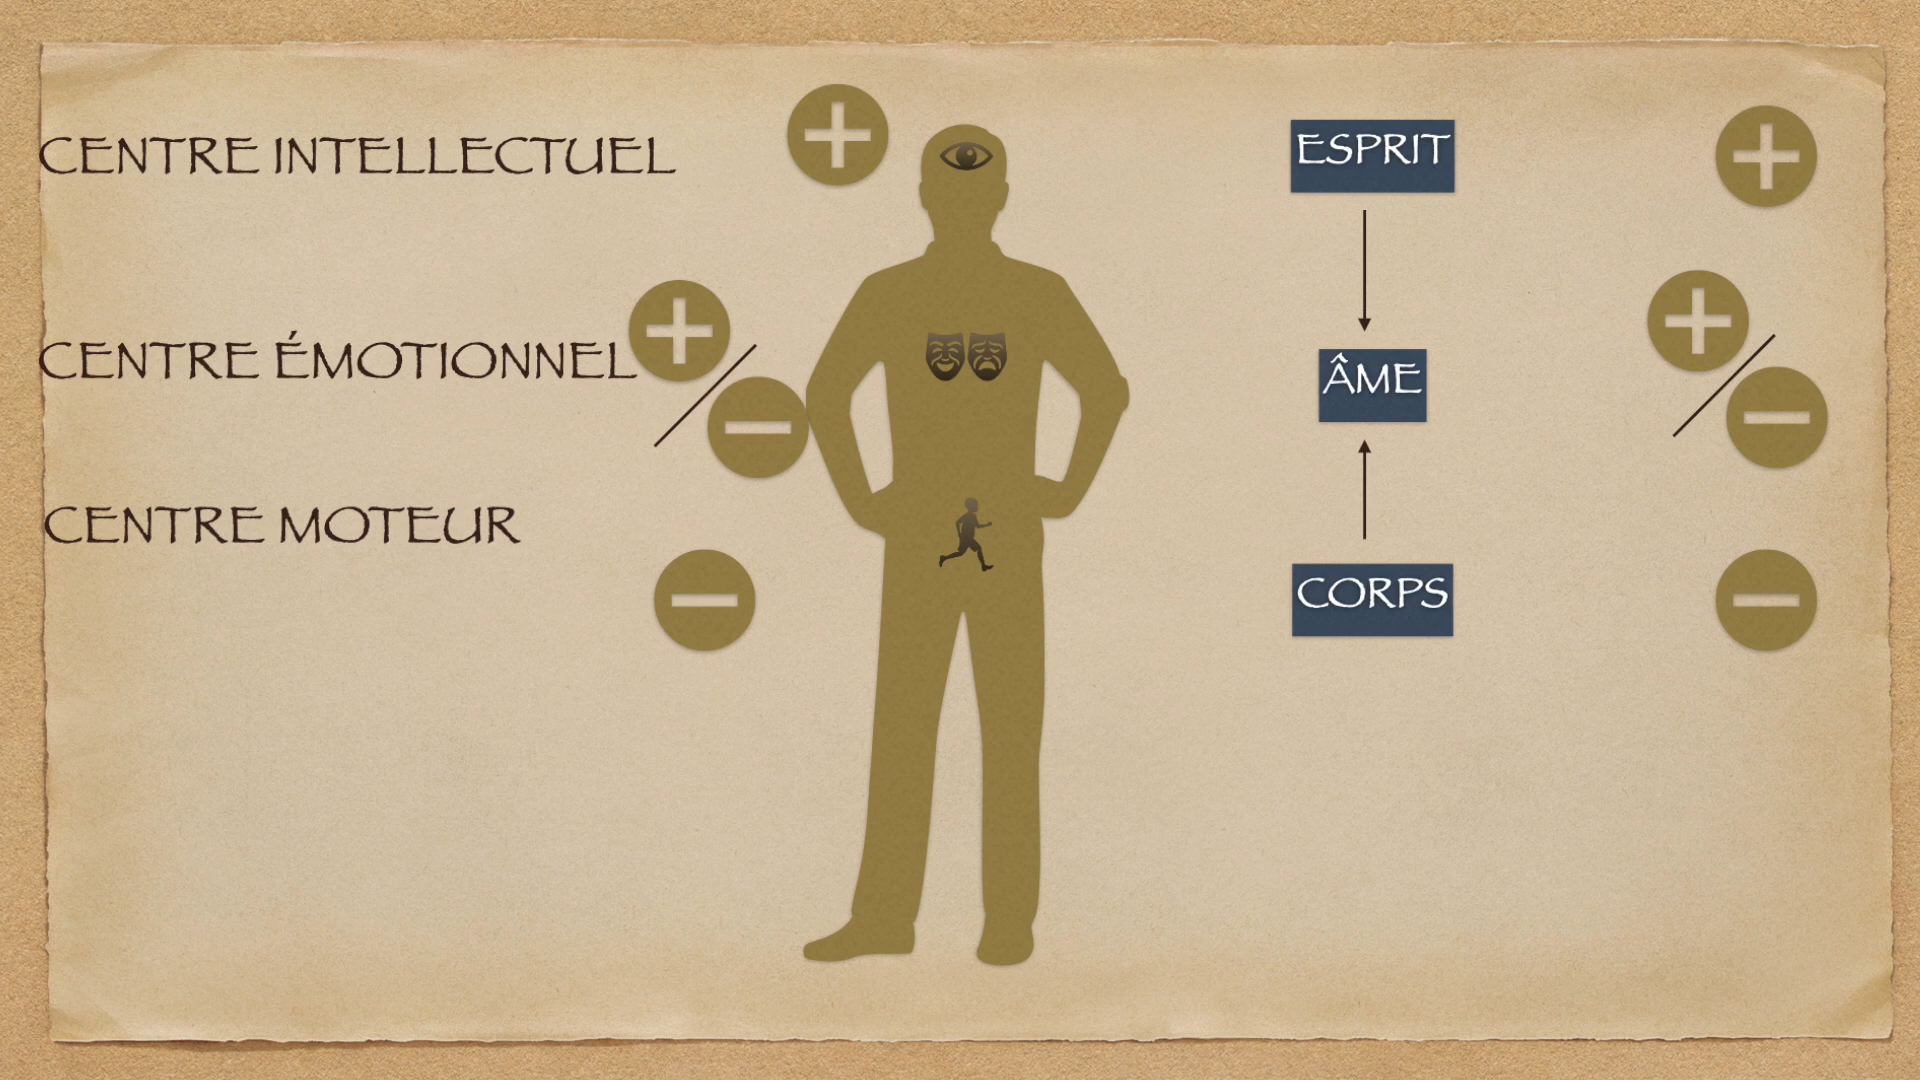 CENTRE INTELLECTUEL
CENTRE ÉMOTIONNEL
CENTRE MOTEUR
ESPRIT
ÂME
CORPS